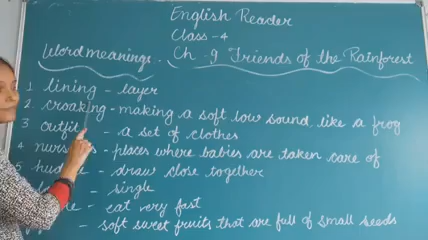 English Reader
Class - 4
Word meanings. Ch - 9 Friends of the Rainforest
1 lining - layer
2 croaking - making a soft low sound like a frog
3 outfit - a set of clothes
4 - places where babies are taken care of
5 - draw close together
- single
- eat very fast
- soft sweet fruits that are full of small seeds